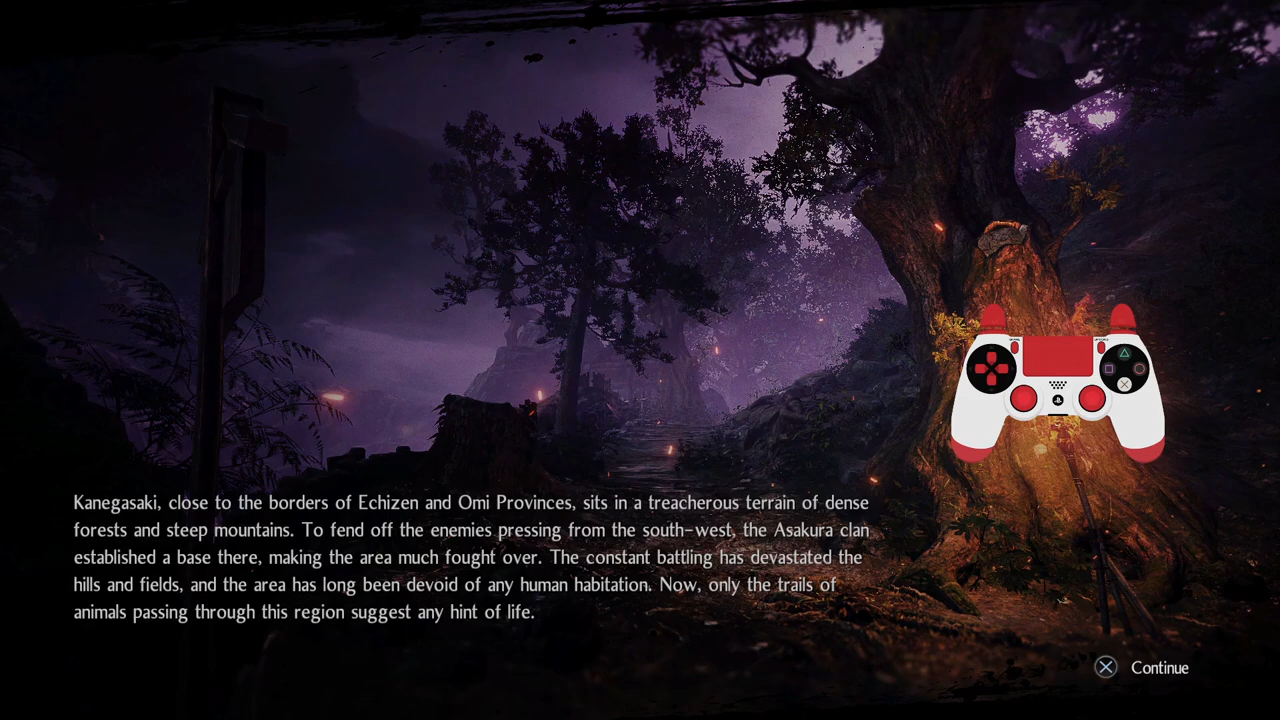 Kanegasaki, close to the borders of Echizen and Omi Provinces, sits in a treacherous terrain of dense
forests and steep mountains. To fend off the enemies pressing from the south-west, the Asakura clan
established a base there, making the area much fought over. The constant battling has devastated the
hills and fields, and the area has long been devoid of any human habitation. Now, only the trails of
animals passing through this region suggest any hint of life.
Continue